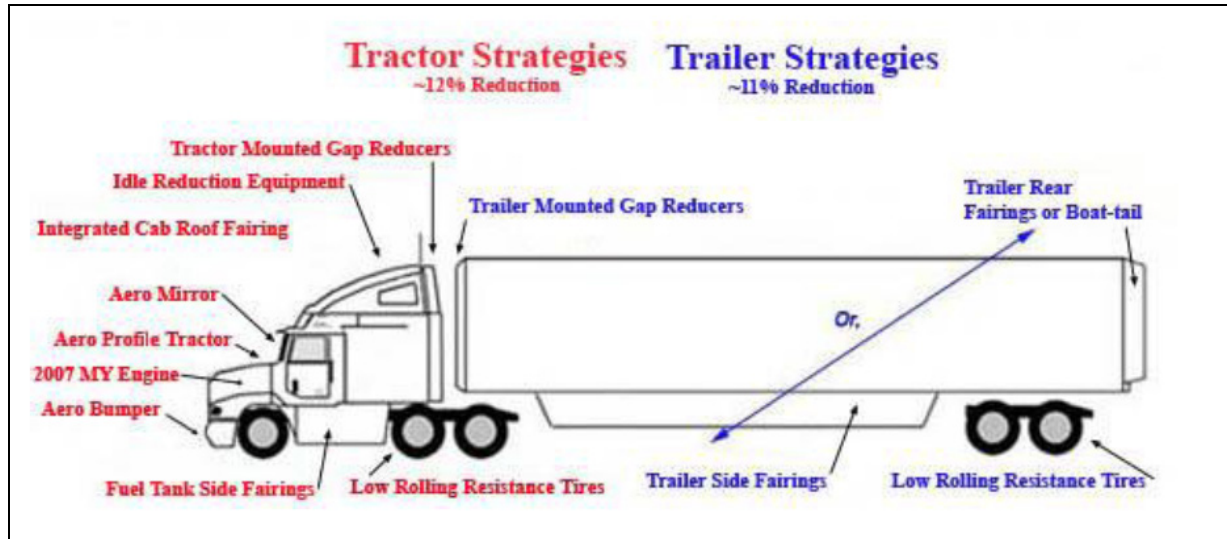 Tractor Strategies
~12% Reduction
Trailer Strategies
~11% Reduction
Tractor Mounted Gap Reducers
Idle Reduction Equipment
Integrated Cab Roof Fairing
Aero Mirror
Aero Profile Tractor
2007 MY Engine
Aero Bumper
Fuel Tank Side Fairings
Low Rolling Resistance Tires
Trailer Mounted Gap Reducers
Trailer Rear
Fairings or Boat-tail
Or,
Trailer Side Fairings
Low Rolling Resistance Tires